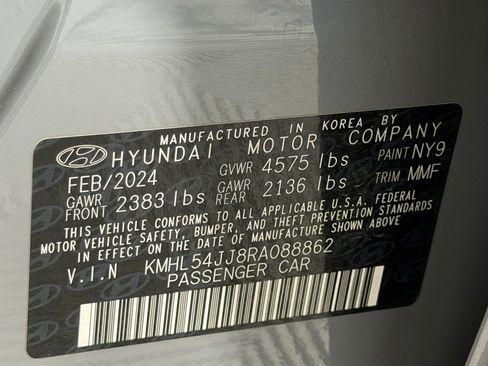 MANUFACTURED IN KOREA BY
HYUNDAI MOTOR COMPANY
FEB/2024 GVWR 4575 lbs PAINT NY9
GAWR FRONT 2383 lbs GAWR REAR 2136 lbs TRIM MMF
THIS VEHICLE CONFORMS TO ALL APPLICABLE U.S.A. FEDERAL
MOTOR VEHICLE SAFETY, BUMPER, AND THEFT PREVENTION STANDARDS
IN EFFECT ON THE DATE OF MANUFACTURE SHOWN ABOVE.
V.I.N KMHL54JJ8RA088862
PASSENGER CAR